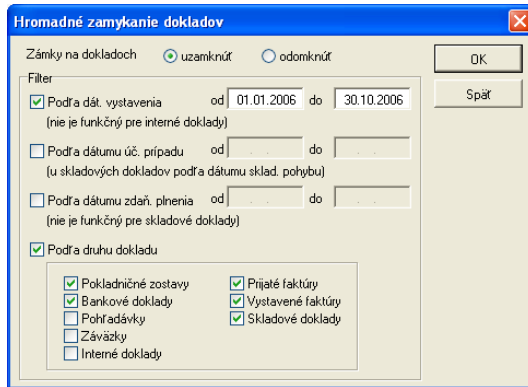 Hromadné zamykanie dokladov
Zámky na dokladoch uzamknúť odomknúť
OK
Filter
Späť
Podľa dát. vystavenia od 01.01.2006 do 30.10.2006
(nie je funkčný pre interné doklady)
Podľa dátumu úč. prípadu od . . do . .
(u skladových dokladov podľa dátumu sklad. pohybu)
Podľa dátumu zdaň. plnenia od . . do . .
(nie je funkčný pre skladové doklady)
Podľa druhu dokladu
Pokladničné zostavy Prijaté faktúry
Bankové doklady Vystavené faktúry
Pohľadávky Skladové doklady
Záväzky
Interné doklady